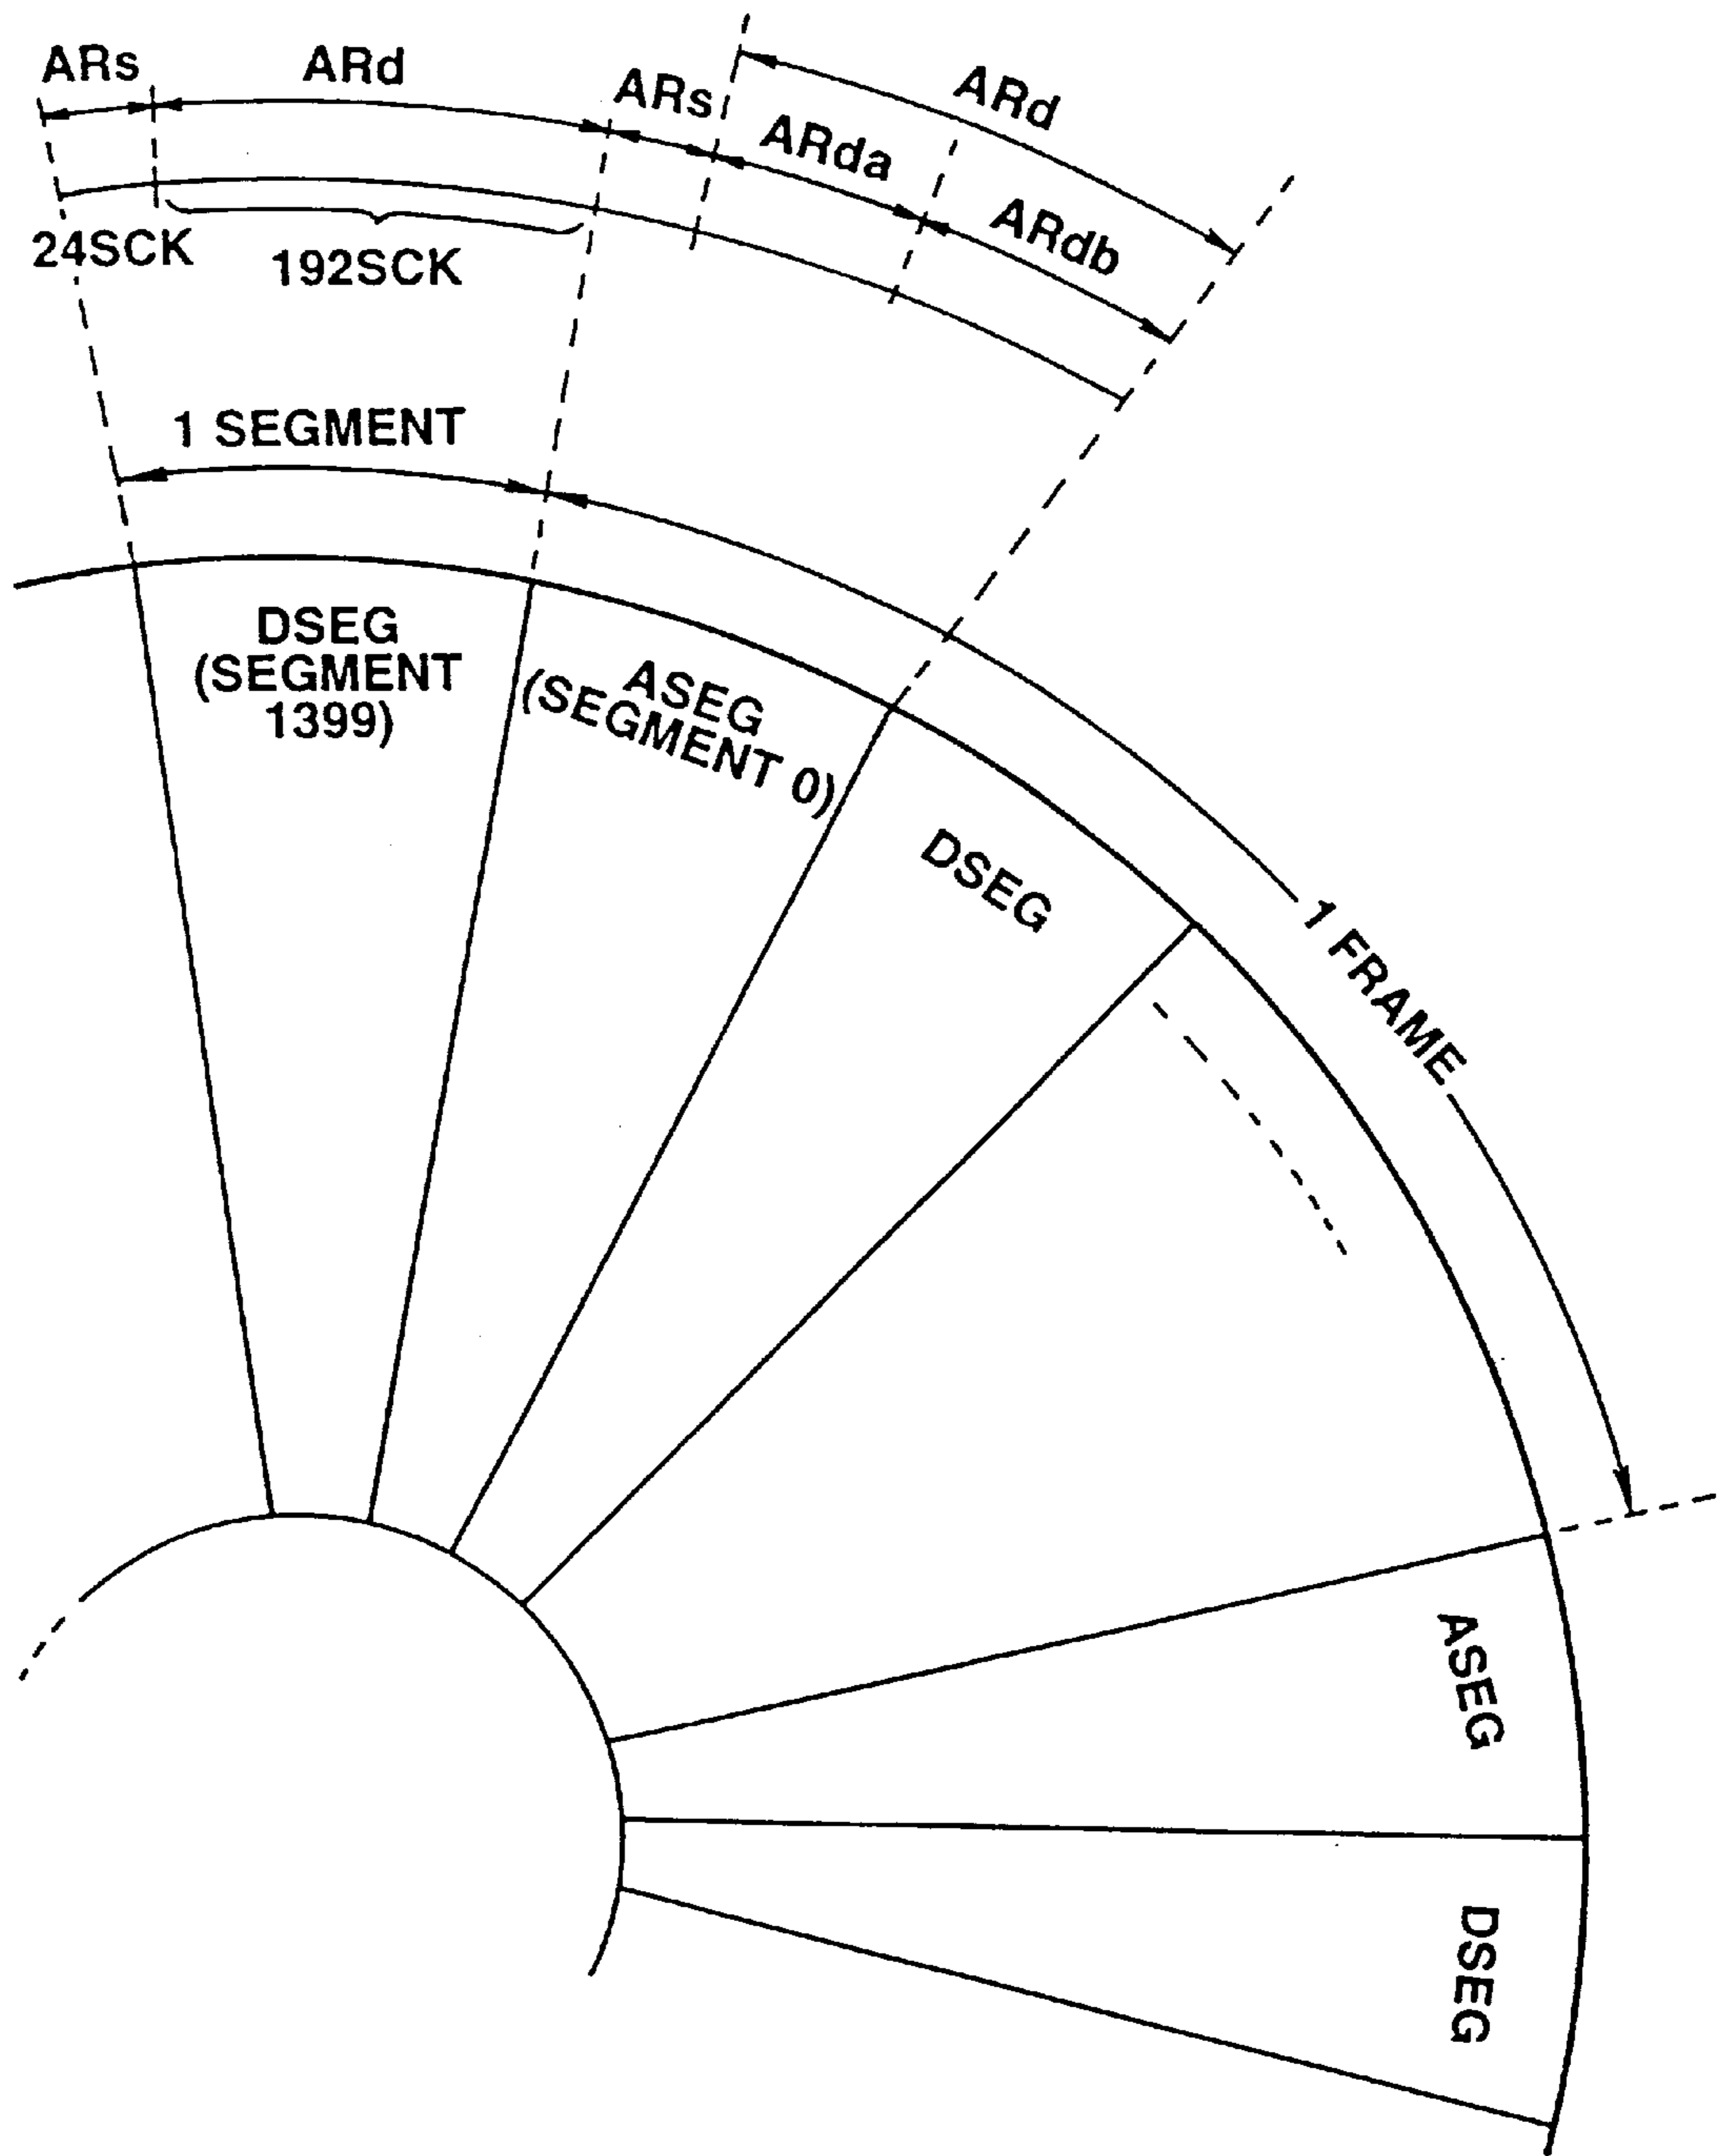 ARs
ARd
ARs
ARd
ARda
ARdb
24SCK
192SCK
1 SEGMENT
DSEG
(SEGMENT
1399)
ASEG
(SEGMENT 0)
DSEG
1 FRAME
ASEG
DSEG